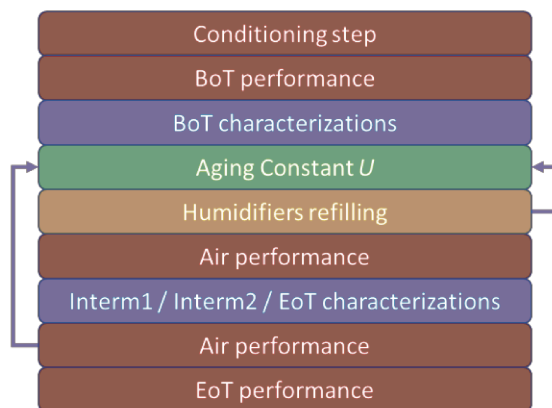 Conditioning step
BoT performance
BoT characterizations
Aging Constant U
Humidifiers refilling
Air performance
Interm1 / Interm2 / EoT characterizations
Air performance
EoT performance